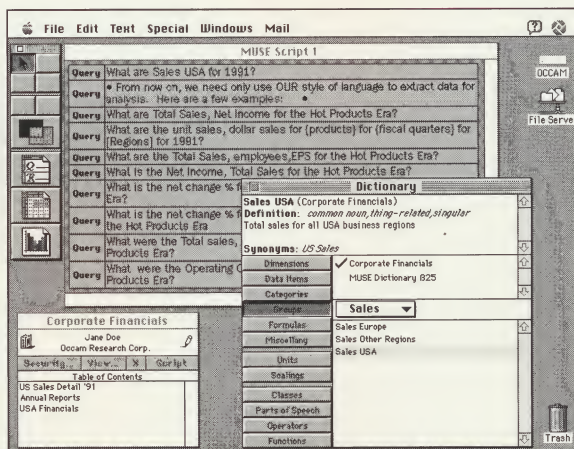 File Edit Text Special Windows Mail
MUSE Script 1
OCCAM
File Serve
Query What are Sales USA for 1991?
Query • From now on, we need only use OUR style of language to extract data for
analysis. Here are a few examples: •
Query What are Total Sales, Net Income for the Hot Products Era?
Query What are the unit sales, dollar sales for {products} for {fiscal quarters} for
[Regions] for 1991?
Query What are the Total Sales, employees,EPS for the Hot Products Era?
Query What is the Net Income, Total Sales for the Hot Products Era?
Query What is the net change % f
Era?
Query What is the net change % f
the Hot Products Era
Query What were the Total sales,
Products Era?
Query What were the Operating C
Products Era?
Dictionary
Sales USA (Corporate Financials)
Definition: common noun,thing-related,singular
Total sales for all USA business regions
Synonyms: US Sales
Dimensions
Data Items
Categories
Groups
Formulas
Miscellany
Units
Scalings
Classes
Parts of Speech
Operators
Functions
Corporate Financials
MUSE Dictionary 825
Sales
Sales Europe
Sales Other Regions
Sales USA
Corporate Financials
Jane Doe
Occam Research Corp.
Security... View... X Script
Table of Contents
US Sales Detail '91
Annual Reports
USA Financials
Trash